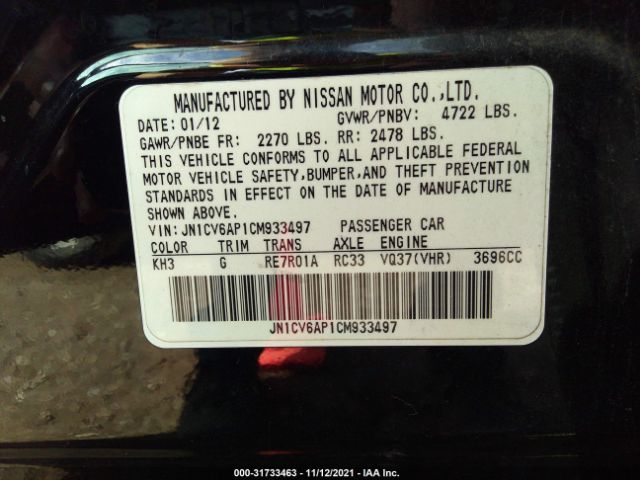 MANUFACTURED BY NISSAN MOTOR CO.,LTD.
DATE: 01/12 GVWR/PNBV: 4722 LBS.
GAWR/PNBE FR: 2270 LBS. RR: 2478 LBS.
THIS VEHICLE CONFORMS TO ALL APPLICABLE FEDERAL
MOTOR VEHICLE SAFETY,BUMPER,AND THEFT PREVENTION
STANDARDS IN EFFECT ON THE DATE OF MANUFACTURE
SHOWN ABOVE.
VIN: JN1CV6AP1CM933497 PASSENGER CAR
COLOR TRIM TRANS AXLE ENGINE
KH3 G RE7R01A RC33 VQ37(VHR) 3696CC
JN1CV6AP1CM933497
000-31733463 - 11/12/2021 - IAA Inc.